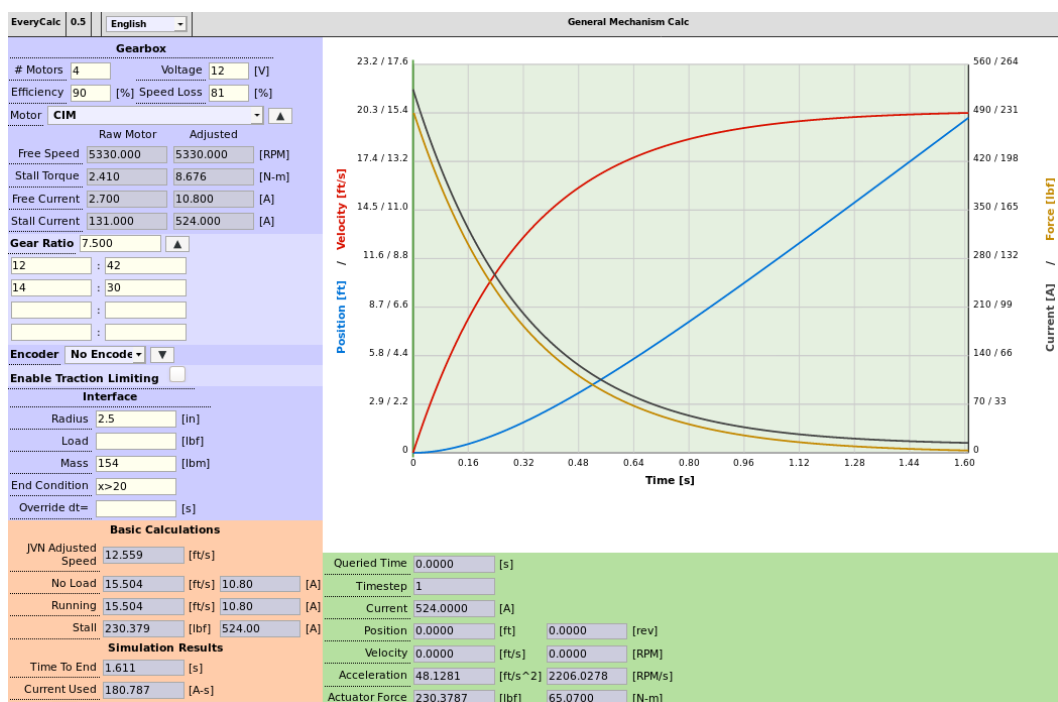 EveryCalc 0.5 English General Mechanism Calc
Gearbox
# Motors 4 Voltage 12 [V]
Efficiency 90 [%] Speed Loss 81 [%]
Motor CIM ▲
Raw Motor Adjusted
Free Speed 5330.000 5330.000 [RPM]
Stall Torque 2.410 8.676 [N-m]
Free Current 2.700 10.800 [A]
Stall Current 131.000 524.000 [A]
Gear Ratio 7.500 ▲
12 : 42
14 : 30
:
:
Encoder No Encode ▼
Enable Traction Limiting
Interface
Radius 2.5 [in]
Load [lbf]
Mass 154 [lbm]
End Condition x>20
Override dt= [s]
Basic Calculations
JVN Adjusted
Speed 12.559 [ft/s]
No Load 15.504 [ft/s] 10.80 [A]
Running 15.504 [ft/s] 10.80 [A]
Stall 230.379 [lbf] 524.00 [A]
Simulation Results
Time To End 1.611 [s]
Current Used 180.787 [A-s]
Position [ft] / Velocity [ft/s]
23.2 / 17.6
20.3 / 15.4
17.4 / 13.2
14.5 / 11.0
11.6 / 8.8
8.7 / 6.6
5.8 / 4.4
2.9 / 2.2
0
0 0.16 0.32 0.48 0.64 0.80 0.96 1.12 1.28 1.44 1.60
Time [s]
560 / 264
490 / 231
420 / 198
350 / 165
280 / 132
210 / 99
140 / 66
70 / 33
0
Current [A] / Force [lbf]
Queried Time 0.0000 [s]
Timestep 1
Current 524.0000 [A]
Position 0.0000 [ft] 0.0000 [rev]
Velocity 0.0000 [ft/s] 0.0000 [RPM]
Acceleration 48.1281 [ft/s^2] 2206.0278 [RPM/s]
Actuator Force 230.3787 [lbf] 65.0700 [N-m]